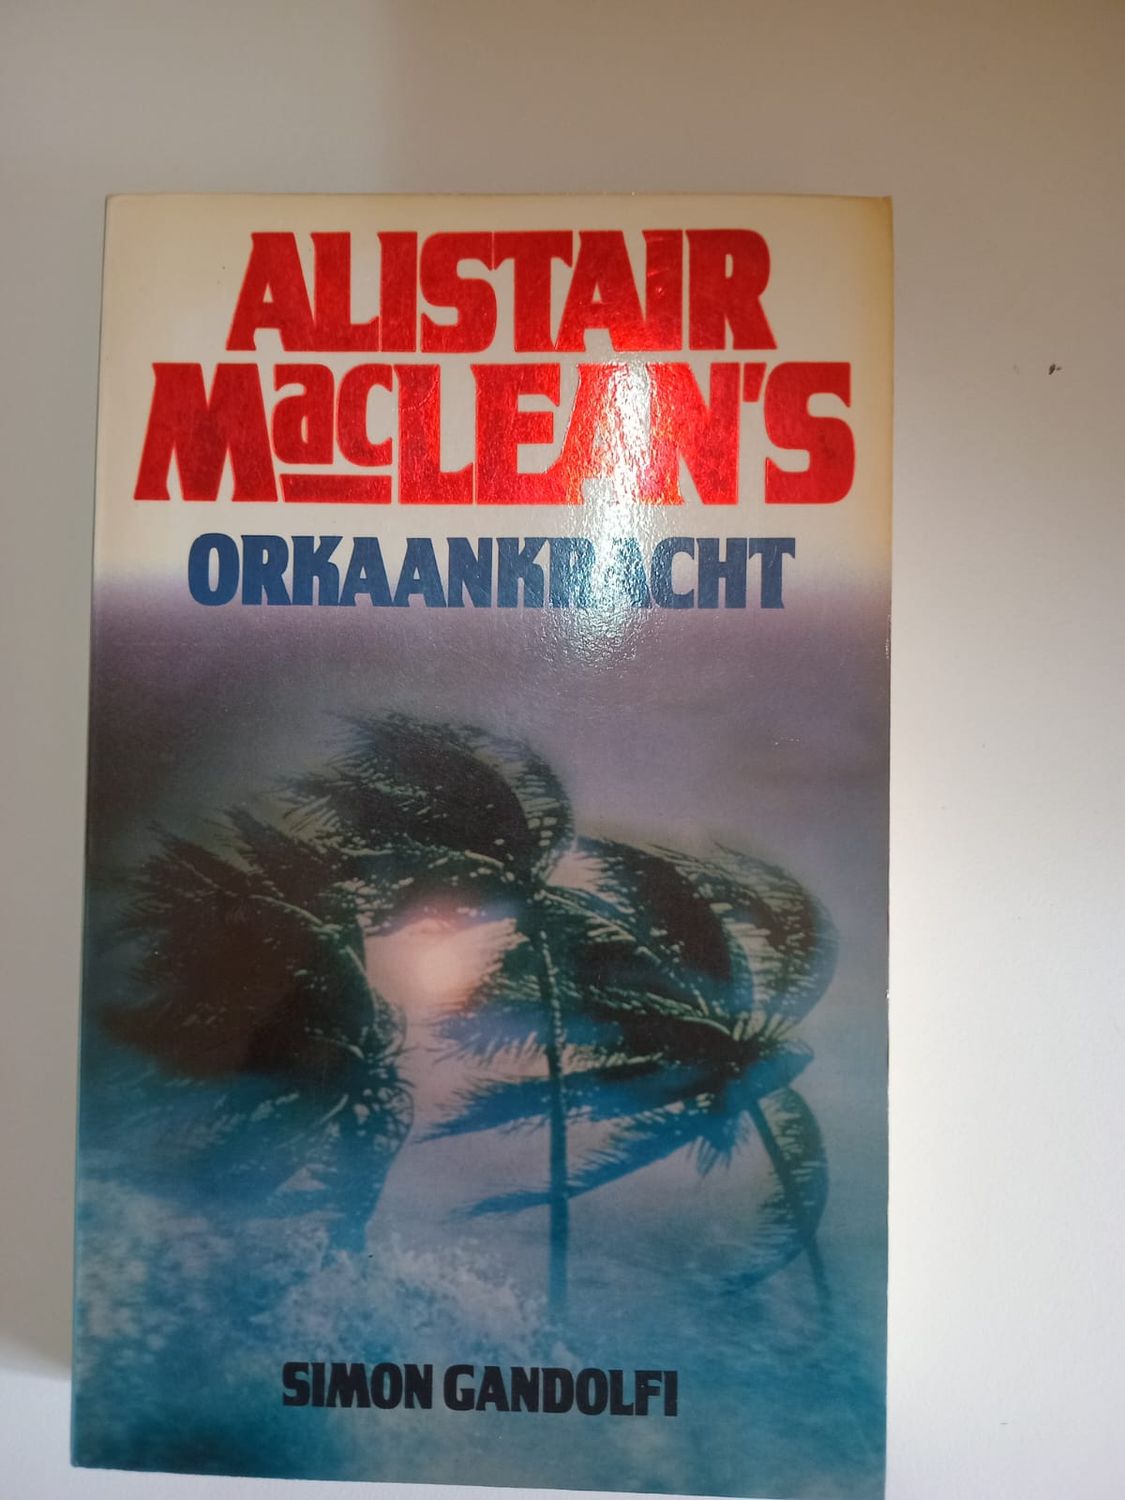 ALISTAIR
MacLEAN'S
ORKAANKRACHT
SIMON GANDOLFI